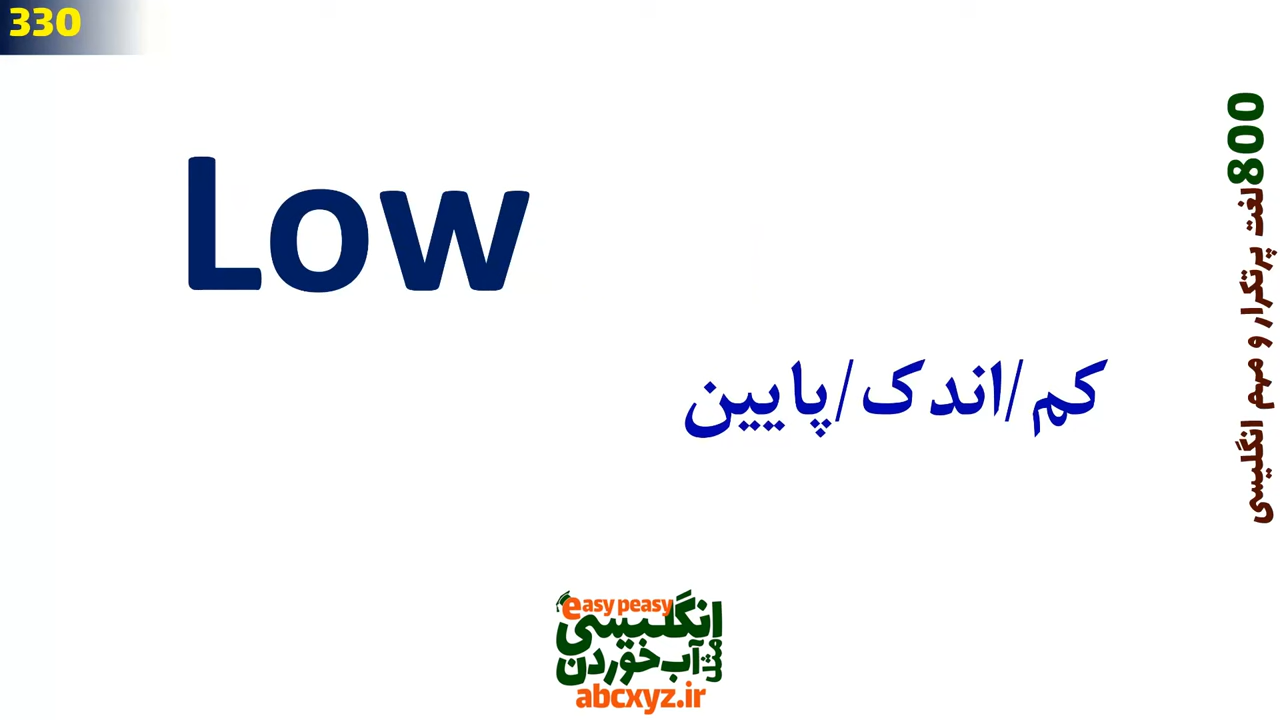 330
Low
کم/اندک/پایین
800 لغت پرتکرار و مهم انگلیسی
easy peasy
انگلیسی
مثل آب خوردن
abcxyz.ir